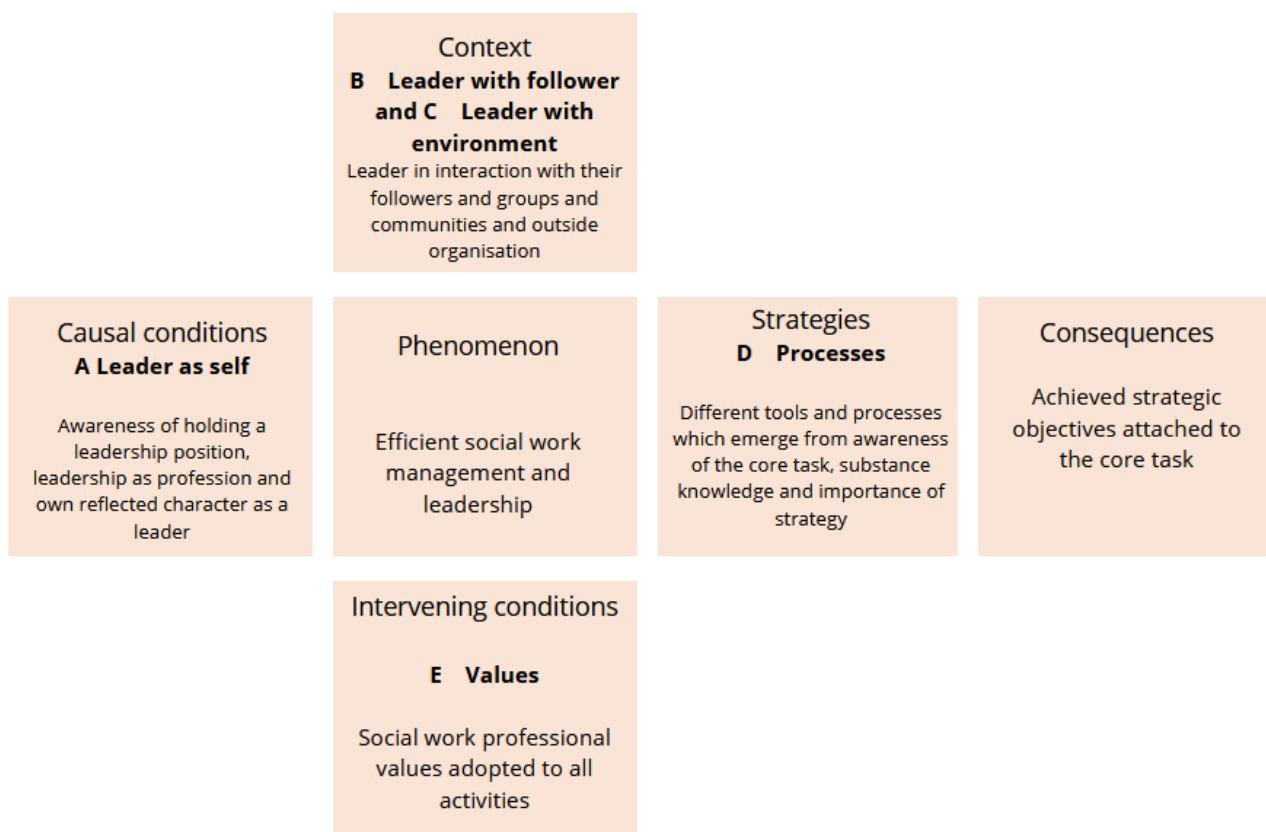 Context
B Leader with follower
and C Leader with
environment
Leader in interaction with their
followers and groups and
communities and outside
organisation
Causal conditions
A Leader as self
Awareness of holding a
leadership position,
leadership as profession and
own reflected character as a
leader
Phenomenon
Efficient social work
management and
leadership
Strategies
D Processes
Different tools and processes
which emerge from awareness
of the core task, substance
knowledge and importance of
strategy
Consequences
Achieved strategic
objectives attached to
the core task
Intervening conditions
E Values
Social work professional
values adopted to all
activities